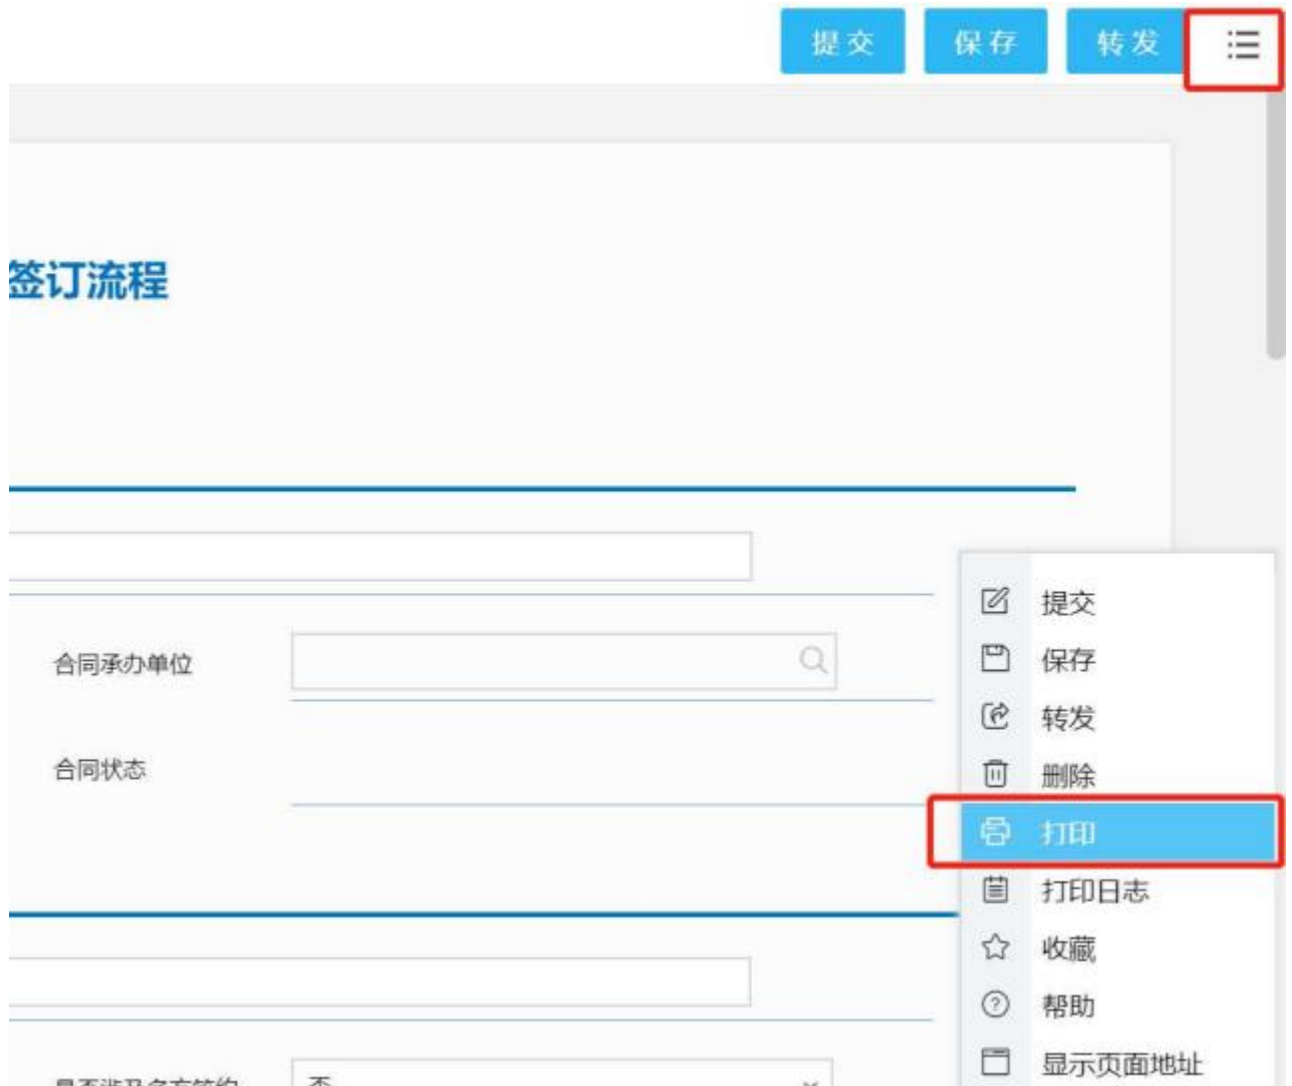 提交 保存 转发
签订流程
合同承办单位
合同状态
提交
保存
转发
删除
打印
打印日志
收藏
帮助
显示页面地址
否